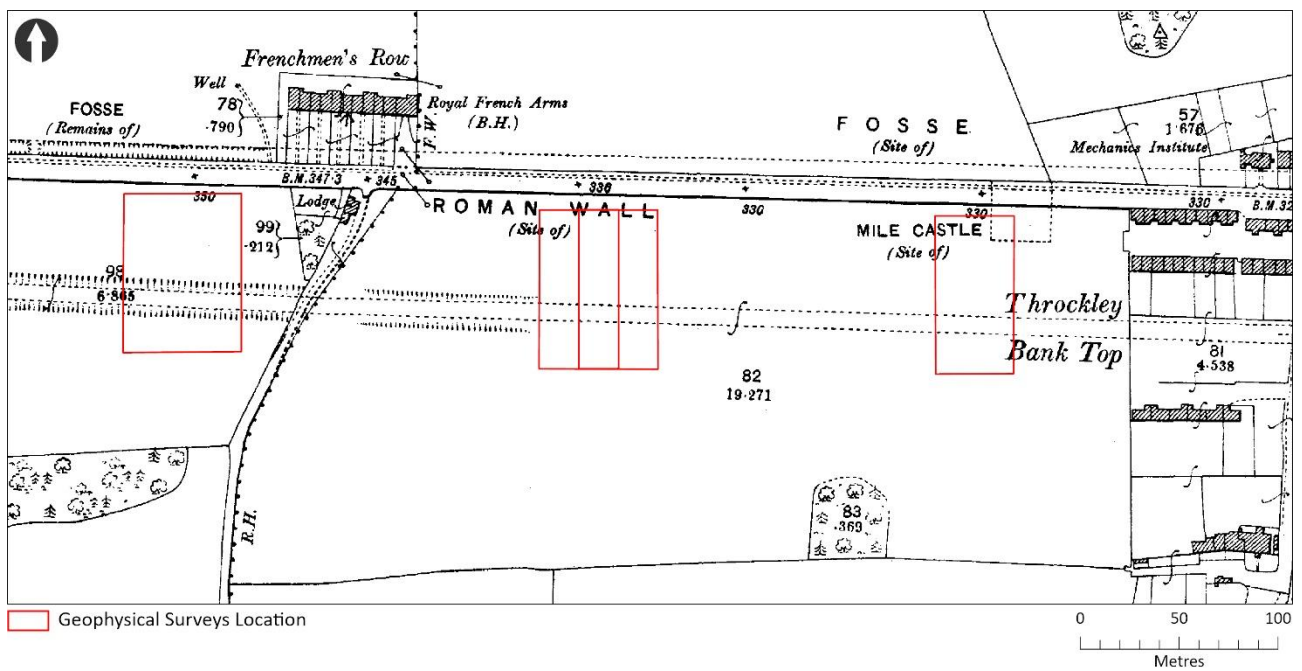 Frenchmen's Row
Well
78
·790
FOSSE
(Remains of)
Royal French Arms
(B.H.)
F.W.
FOSSE
(Site of)
57
1·676
Mechanics Institute
B.M.347·3
345
350
336
330
330
330
B.M.32
Lodge
99
·212
ROMAN WALL
(Site of)
MILE CASTLE
(Site of)
98
6·865
Throckley
Bank Top
82
19·271
81
4·538
83
·369
R.H.
Geophysical Surveys Location
0 50 100
Metres